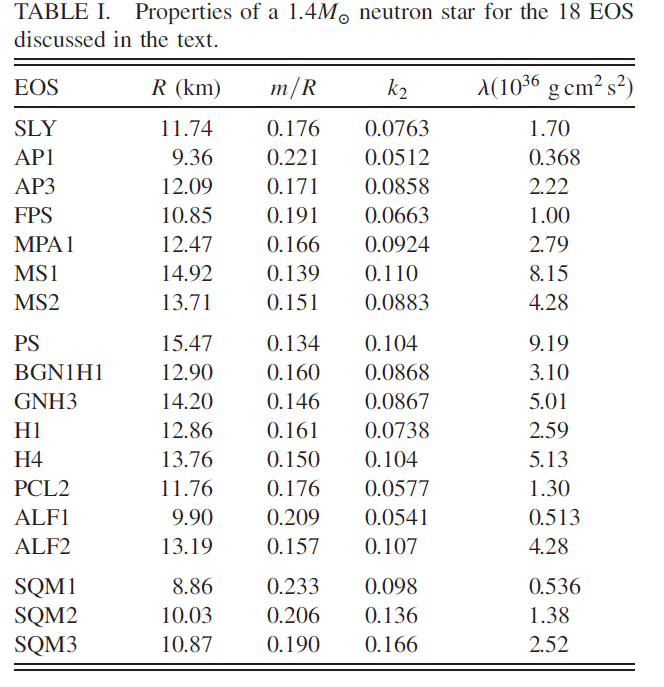 TABLE I. Properties of a 1.4M⊙ neutron star for the 18 EOS
discussed in the text.
EOS R (km) m/R k₂ λ(10³⁶ g cm² s²)
SLY 11.74 0.176 0.0763 1.70
AP1 9.36 0.221 0.0512 0.368
AP3 12.09 0.171 0.0858 2.22
FPS 10.85 0.191 0.0663 1.00
MPA1 12.47 0.166 0.0924 2.79
MS1 14.92 0.139 0.110 8.15
MS2 13.71 0.151 0.0883 4.28
PS 15.47 0.134 0.104 9.19
BGN1H1 12.90 0.160 0.0868 3.10
GNH3 14.20 0.146 0.0867 5.01
H1 12.86 0.161 0.0738 2.59
H4 13.76 0.150 0.104 5.13
PCL2 11.76 0.176 0.0577 1.30
ALF1 9.90 0.209 0.0541 0.513
ALF2 13.19 0.157 0.107 4.28
SQM1 8.86 0.233 0.098 0.536
SQM2 10.03 0.206 0.136 1.38
SQM3 10.87 0.190 0.166 2.52